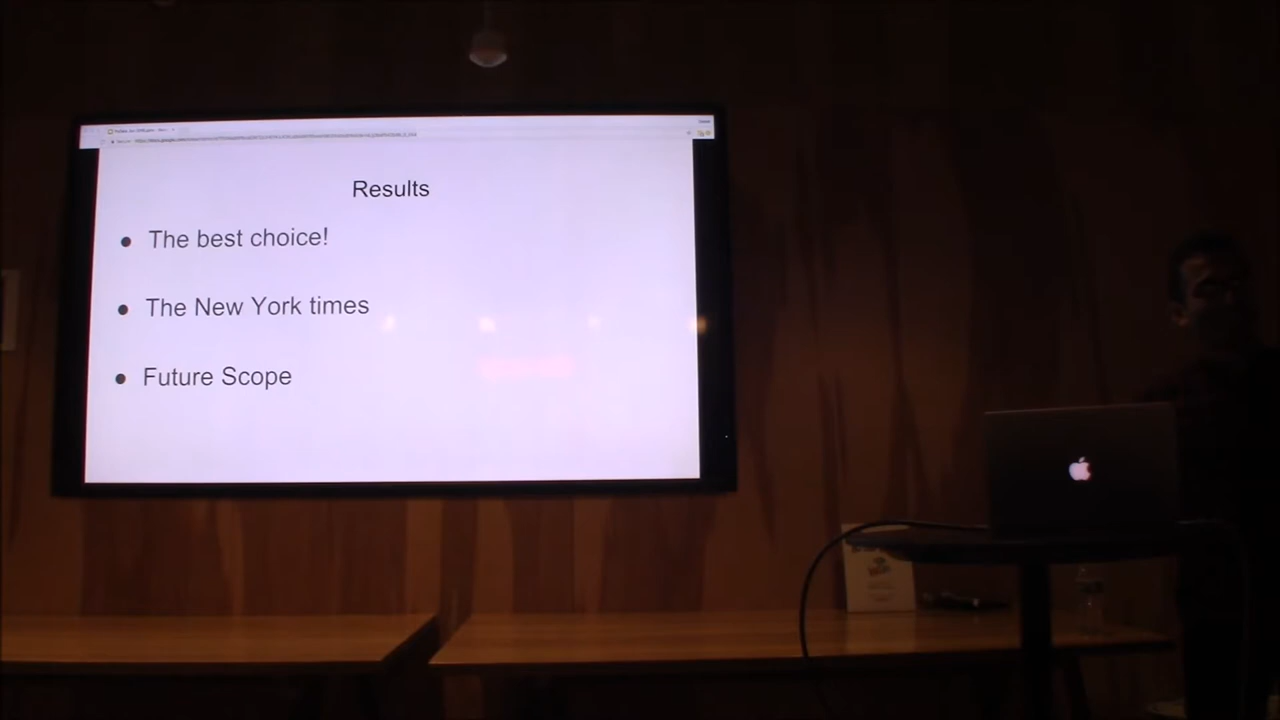 Results
The best choice!
The New York times
Future Scope